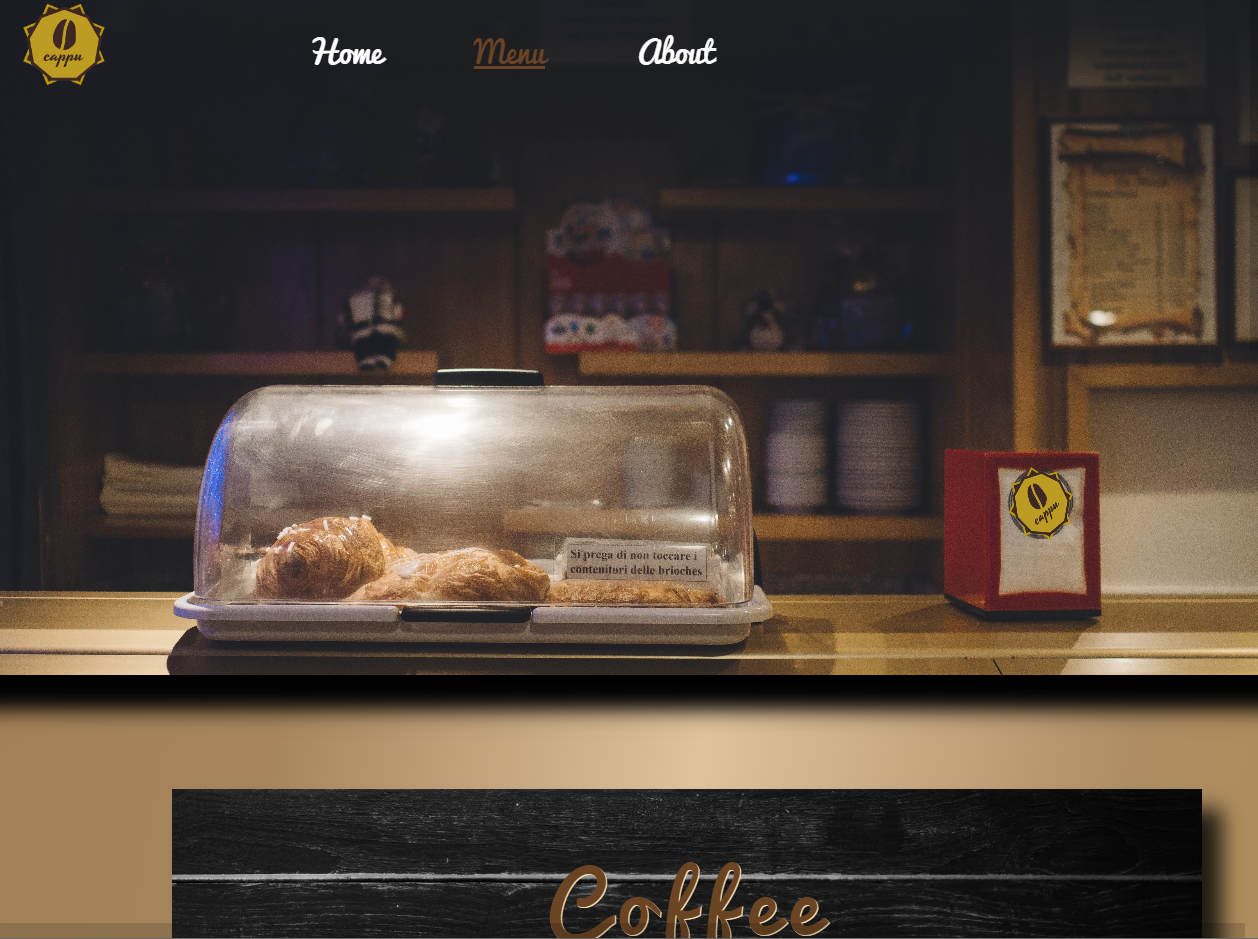 cappu
Home
Menu
About
cappu
Si prega di non toccare i
contenitori delle brioches
Coffee